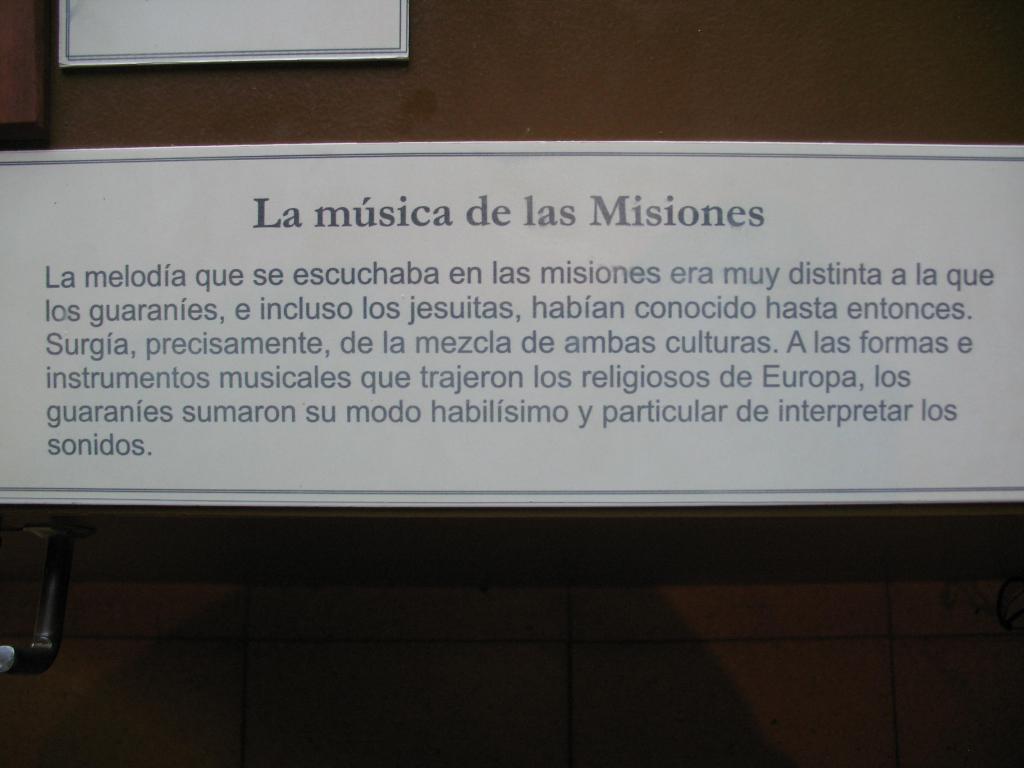 La música de las Misiones
La melodía que se escuchaba en las misiones era muy distinta a la que
los guaraníes, e incluso los jesuitas, habían conocido hasta entonces.
Surgía, precisamente, de la mezcla de ambas culturas. A las formas e
instrumentos musicales que trajeron los religiosos de Europa, los
guaraníes sumaron su modo habilísimo y particular de interpretar los
sonidos.